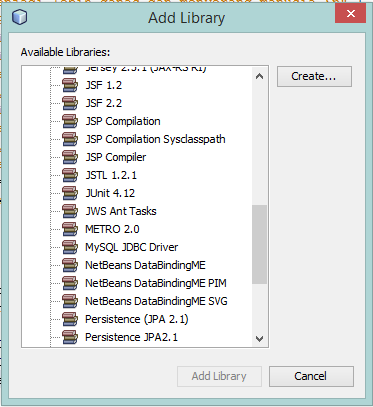 Add Library
Available Libraries:
Jersey 2.5.1 (JAX-RS RI)
JSF 1.2
JSF 2.2
JSP Compilation
JSP Compilation Sysclasspath
JSP Compiler
JSTL 1.2.1
JUnit 4.12
JWS Ant Tasks
METRO 2.0
MySQL JDBC Driver
NetBeans DataBindingME
NetBeans DataBindingME PIM
NetBeans DataBindingME SVG
Persistence (JPA 2.1)
Persistence JPA2.1
Create...
Add Library
Cancel